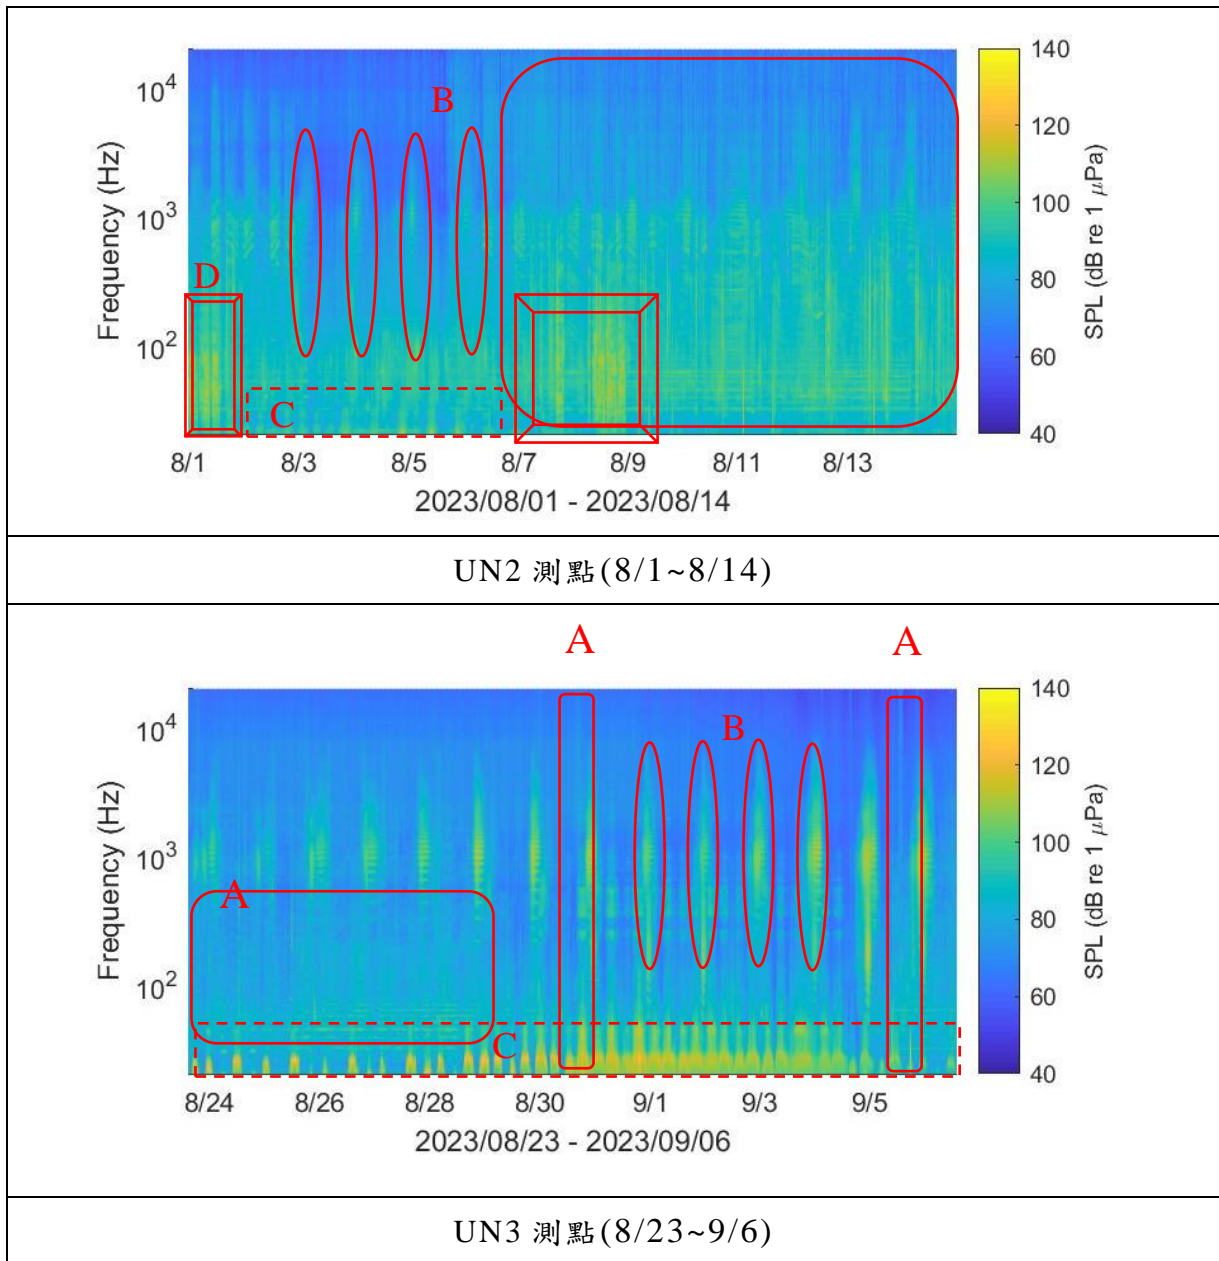 B
D
C
10^4
10^3
10^2
Frequency (Hz)
8/1 8/3 8/5 8/7 8/9 8/11 8/13
2023/08/01 - 2023/08/14
140
120
100
80
60
40
SPL (dB re 1 μPa)
UN2 測點(8/1~8/14)
A A
B
A
C
10^4
10^3
10^2
Frequency (Hz)
8/24 8/26 8/28 8/30 9/1 9/3 9/5
2023/08/23 - 2023/09/06
140
120
100
80
60
40
SPL (dB re 1 μPa)
UN3 測點(8/23~9/6)